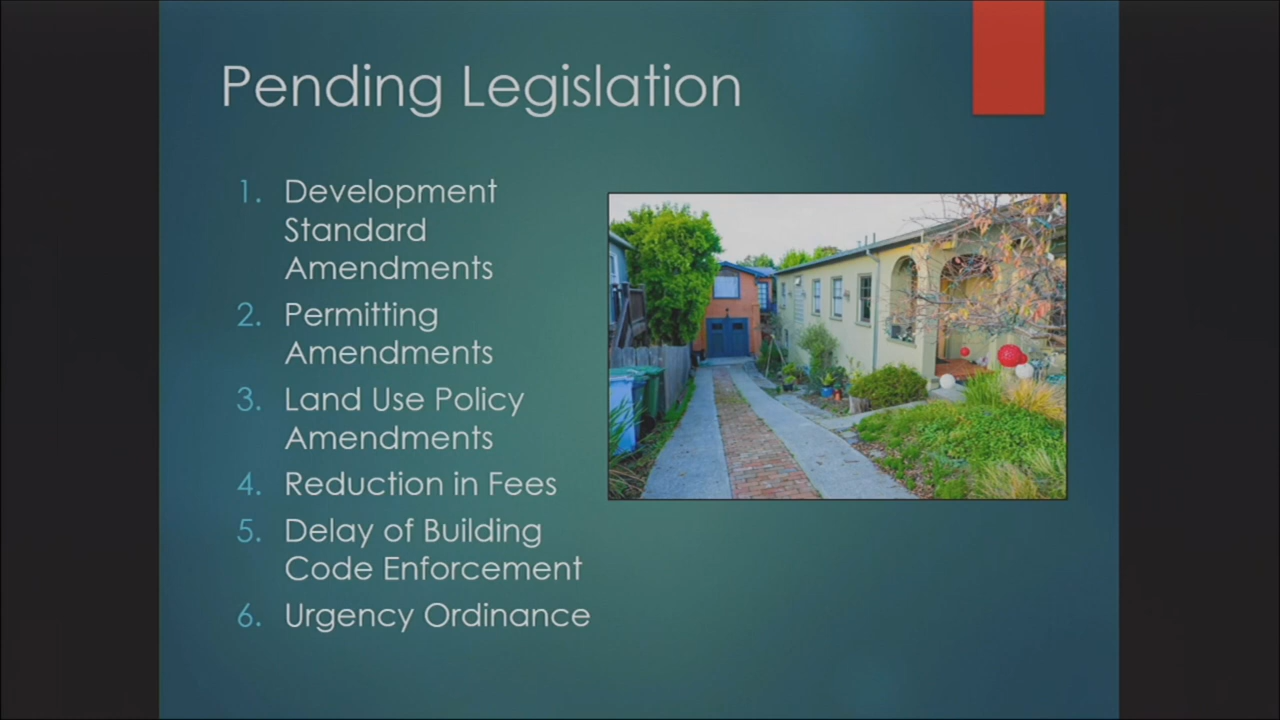 Pending Legislation
1. Development
Standard
Amendments
2. Permitting
Amendments
3. Land Use Policy
Amendments
4. Reduction in Fees
5. Delay of Building
Code Enforcement
6. Urgency Ordinance